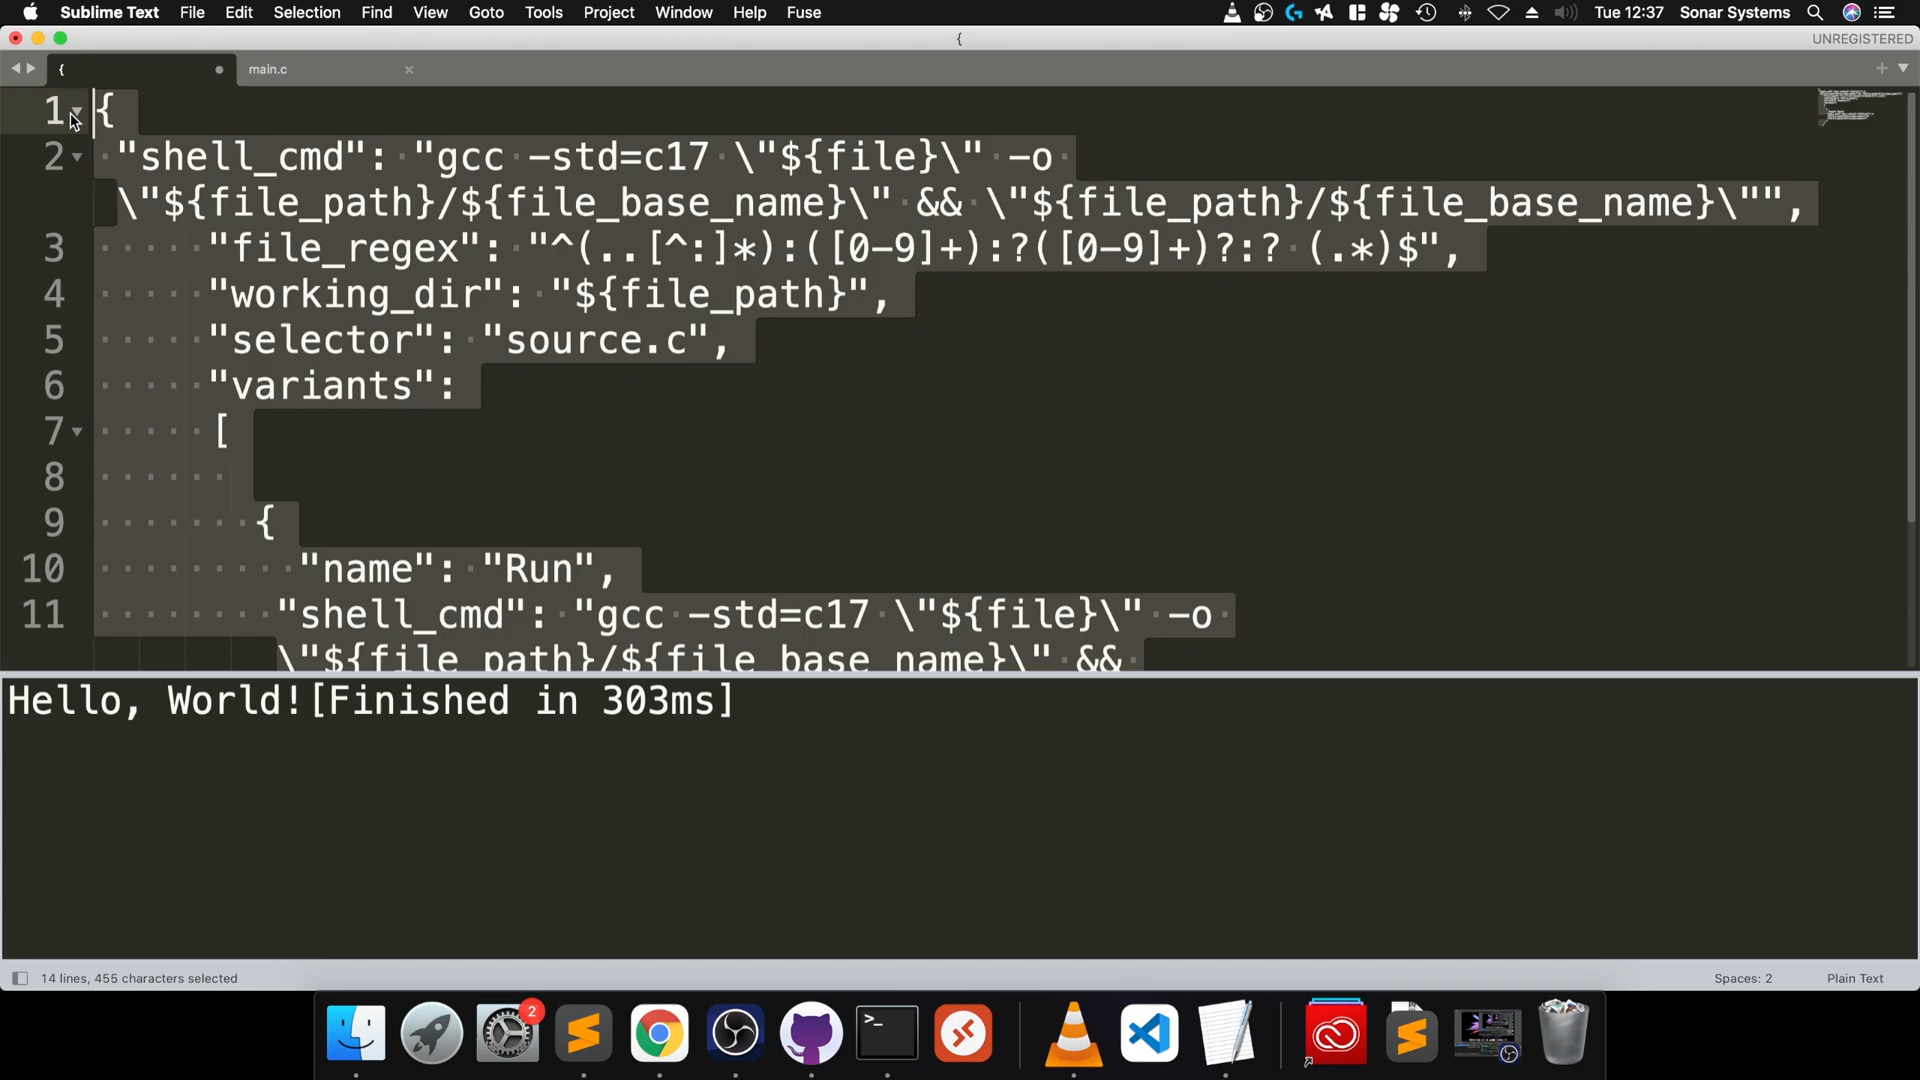 Sublime Text File Edit Selection Find View Goto Tools Project Window Help Fuse Tue 12:37 Sonar Systems
{ UNREGISTERED
{ main.c
1 {
2 "shell_cmd": "gcc -std=c17 \"${file}\" -o
\"${file_path}/${file_base_name}\" && \"${file_path}/${file_base_name}\"",
3 "file_regex": "^(..[^:]*):([0-9]+):?([0-9]+)?:? (.*)$",
4 "working_dir": "${file_path}",
5 "selector": "source.c",
6 "variants":
7 [
8
9 {
10 "name": "Run",
11 "shell_cmd": "gcc -std=c17 \"${file}\" -o
\"${file_path}/${file_base_name}\" &&
Hello, World![Finished in 303ms]
14 lines, 455 characters selected Spaces: 2 Plain Text
2
>_